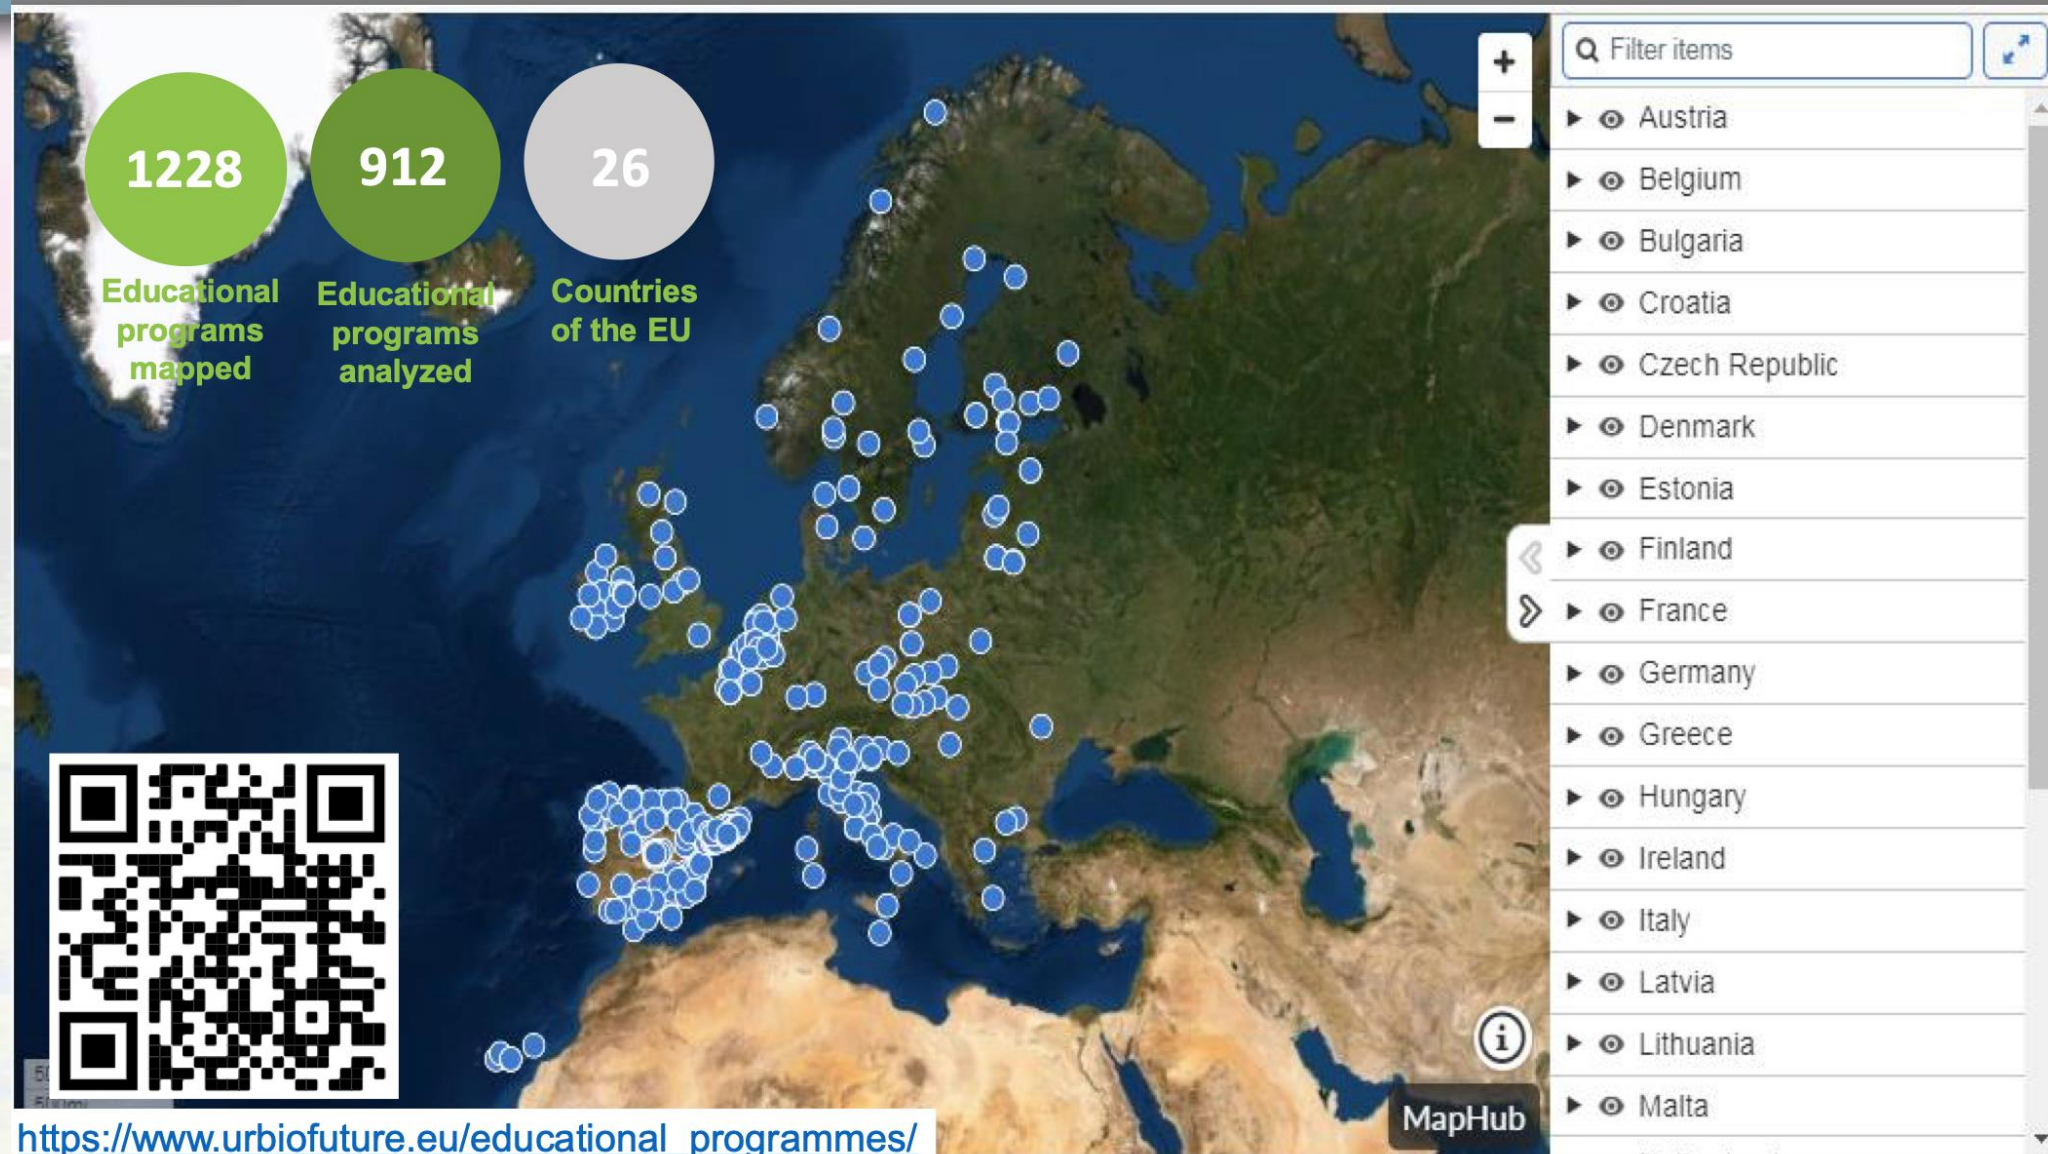 1228
Educational
programs
mapped
912
Educational
programs
analyzed
26
Countries
of the EU
+
−
Filter items
Austria
Belgium
Bulgaria
Croatia
Czech Republic
Denmark
Estonia
Finland
France
Germany
Greece
Hungary
Ireland
Italy
Latvia
Lithuania
Malta
i
MapHub
https://www.urbiofuture.eu/educational_programmes/